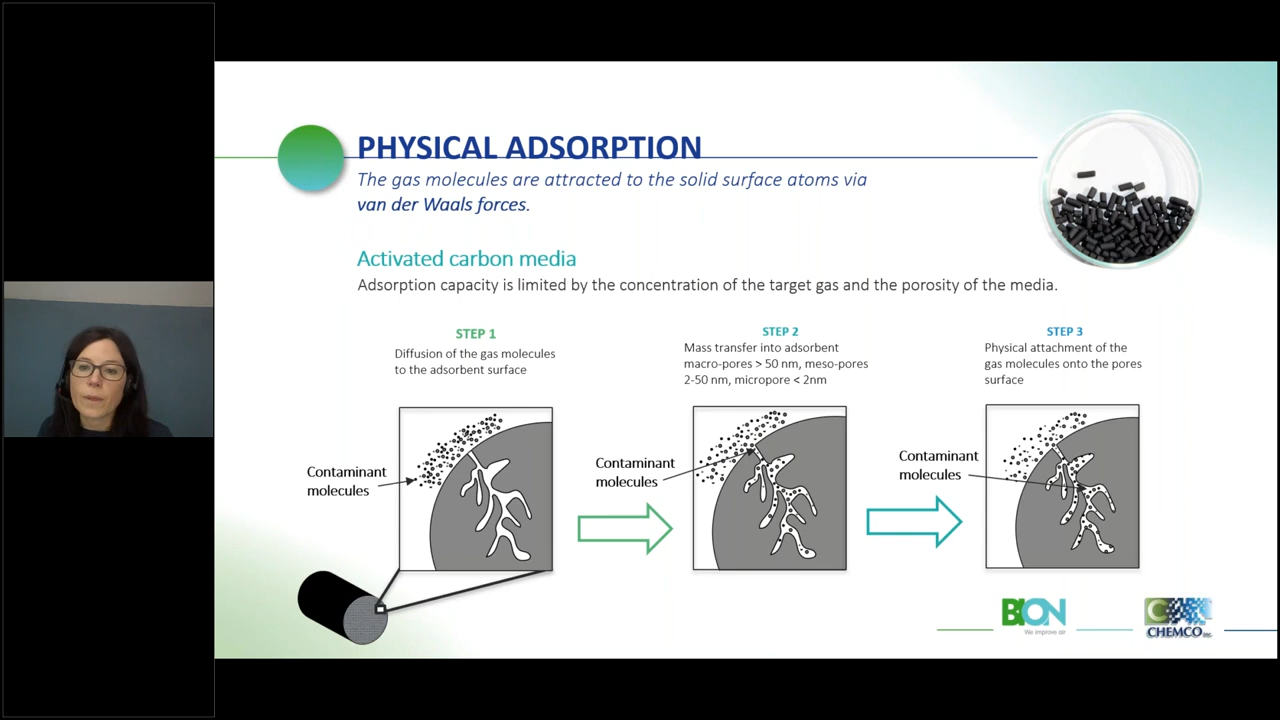 PHYSICAL ADSORPTION
The gas molecules are attracted to the solid surface atoms via
van der Waals forces.
Activated carbon media
Adsorption capacity is limited by the concentration of the target gas and the porosity of the media.
STEP 1
Diffusion of the gas molecules
to the adsorbent surface
STEP 2
Mass transfer into adsorbent
macro-pores > 50 nm, meso-pores
2-50 nm, micropore < 2nm
STEP 3
Physical attachment of the
gas molecules onto the pores
surface
Contaminant
molecules
Contaminant
molecules
Contaminant
molecules
BION
We improve air
C
CHEMCO inc.